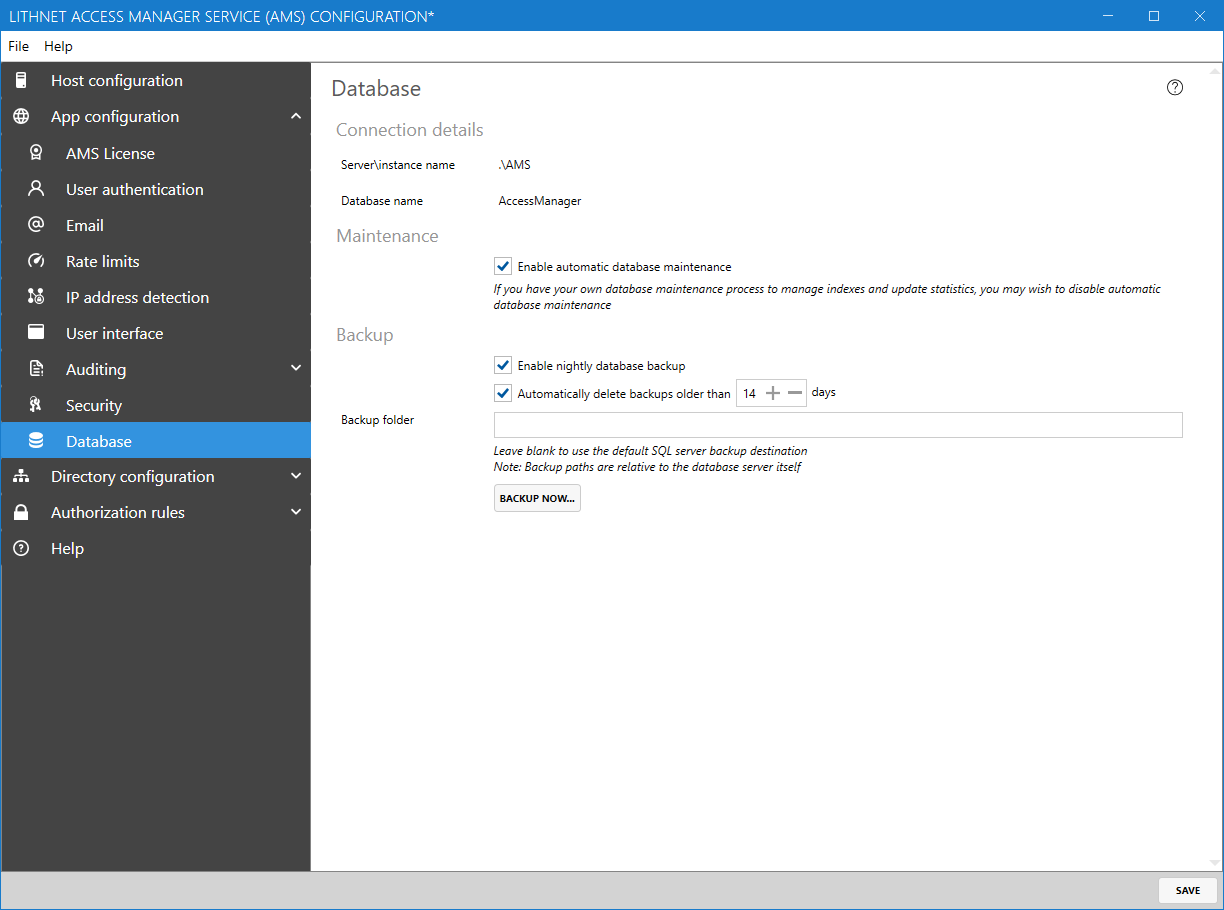 LITHNET ACCESS MANAGER SERVICE (AMS) CONFIGURATION*
File Help
Host configuration
App configuration
AMS License
User authentication
Email
Rate limits
IP address detection
User interface
Auditing
Security
Database
Directory configuration
Authorization rules
Help
Database
Connection details
Server\instance name .\AMS
Database name AccessManager
Maintenance
Enable automatic database maintenance
If you have your own database maintenance process to manage indexes and update statistics, you may wish to disable automatic
database maintenance
Backup
Enable nightly database backup
Automatically delete backups older than 14 days
Backup folder
Leave blank to use the default SQL server backup destination
Note: Backup paths are relative to the database server itself
BACKUP NOW...
SAVE